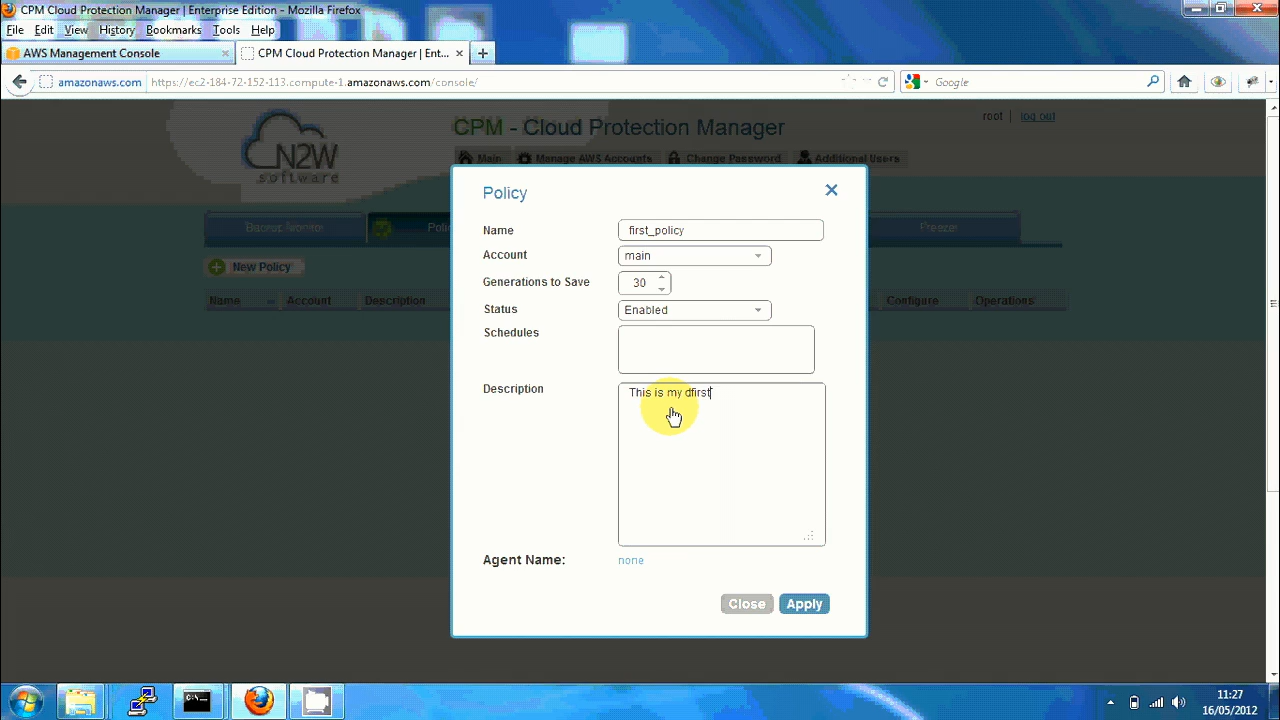 CPM Cloud Protection Manager | Enterprise Edition - Mozilla Firefox
File Edit View History Bookmarks Tools Help
AWS Management Console
CPM Cloud Protection Manager | Ent...
amazonaws.com
https://ec2-184-72-152-113.compute-1.amazonaws.com/console/
Google
N2W
software
CPM - Cloud Protection Manager
root | log out
Main Manage AWS Accounts Change Password Additional Users
Backup Monitor
Poli
Freezer
New Policy
Name Account Description Configure Operations
Policy
Name first_policy
Account main
Generations to Save 30
Status Enabled
Schedules
Description This is my dfirst
Agent Name: none
Close Apply
C:\.
11:27
16/05/2012